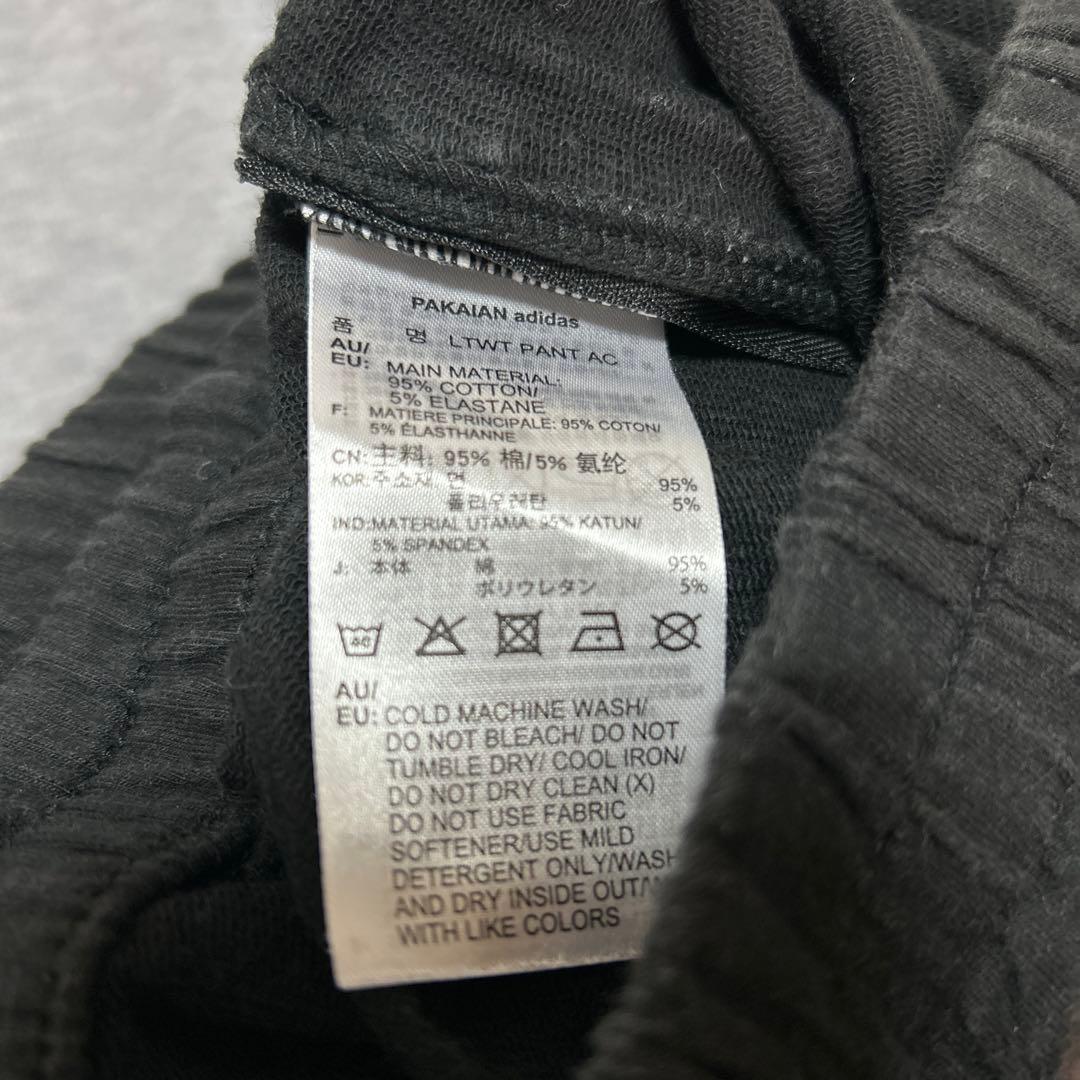 PAKAIAN adidas
품 명 LTWT PANT AC
AU/
EU: MAIN MATERIAL:
95% COTTON/
5% ELASTANE
F: MATIERE PRINCIPALE: 95% COTON/
5% ÉLASTHANNE
CN: 主料: 95% 棉/5% 氨纶
KOR: 주소재 면 95%
폴리우레탄 5%
IND: MATERIAL UTAMA: 95% KATUN/
5% SPANDEX
J: 本体 綿 95%
ポリウレタン 5%
40
AU/
EU: COLD MACHINE WASH/
DO NOT BLEACH/ DO NOT
TUMBLE DRY/ COOL IRON/
DO NOT DRY CLEAN (X)
DO NOT USE FABRIC
SOFTENER/USE MILD
DETERGENT ONLY/WASH
AND DRY INSIDE OUT/
WITH LIKE COLORS